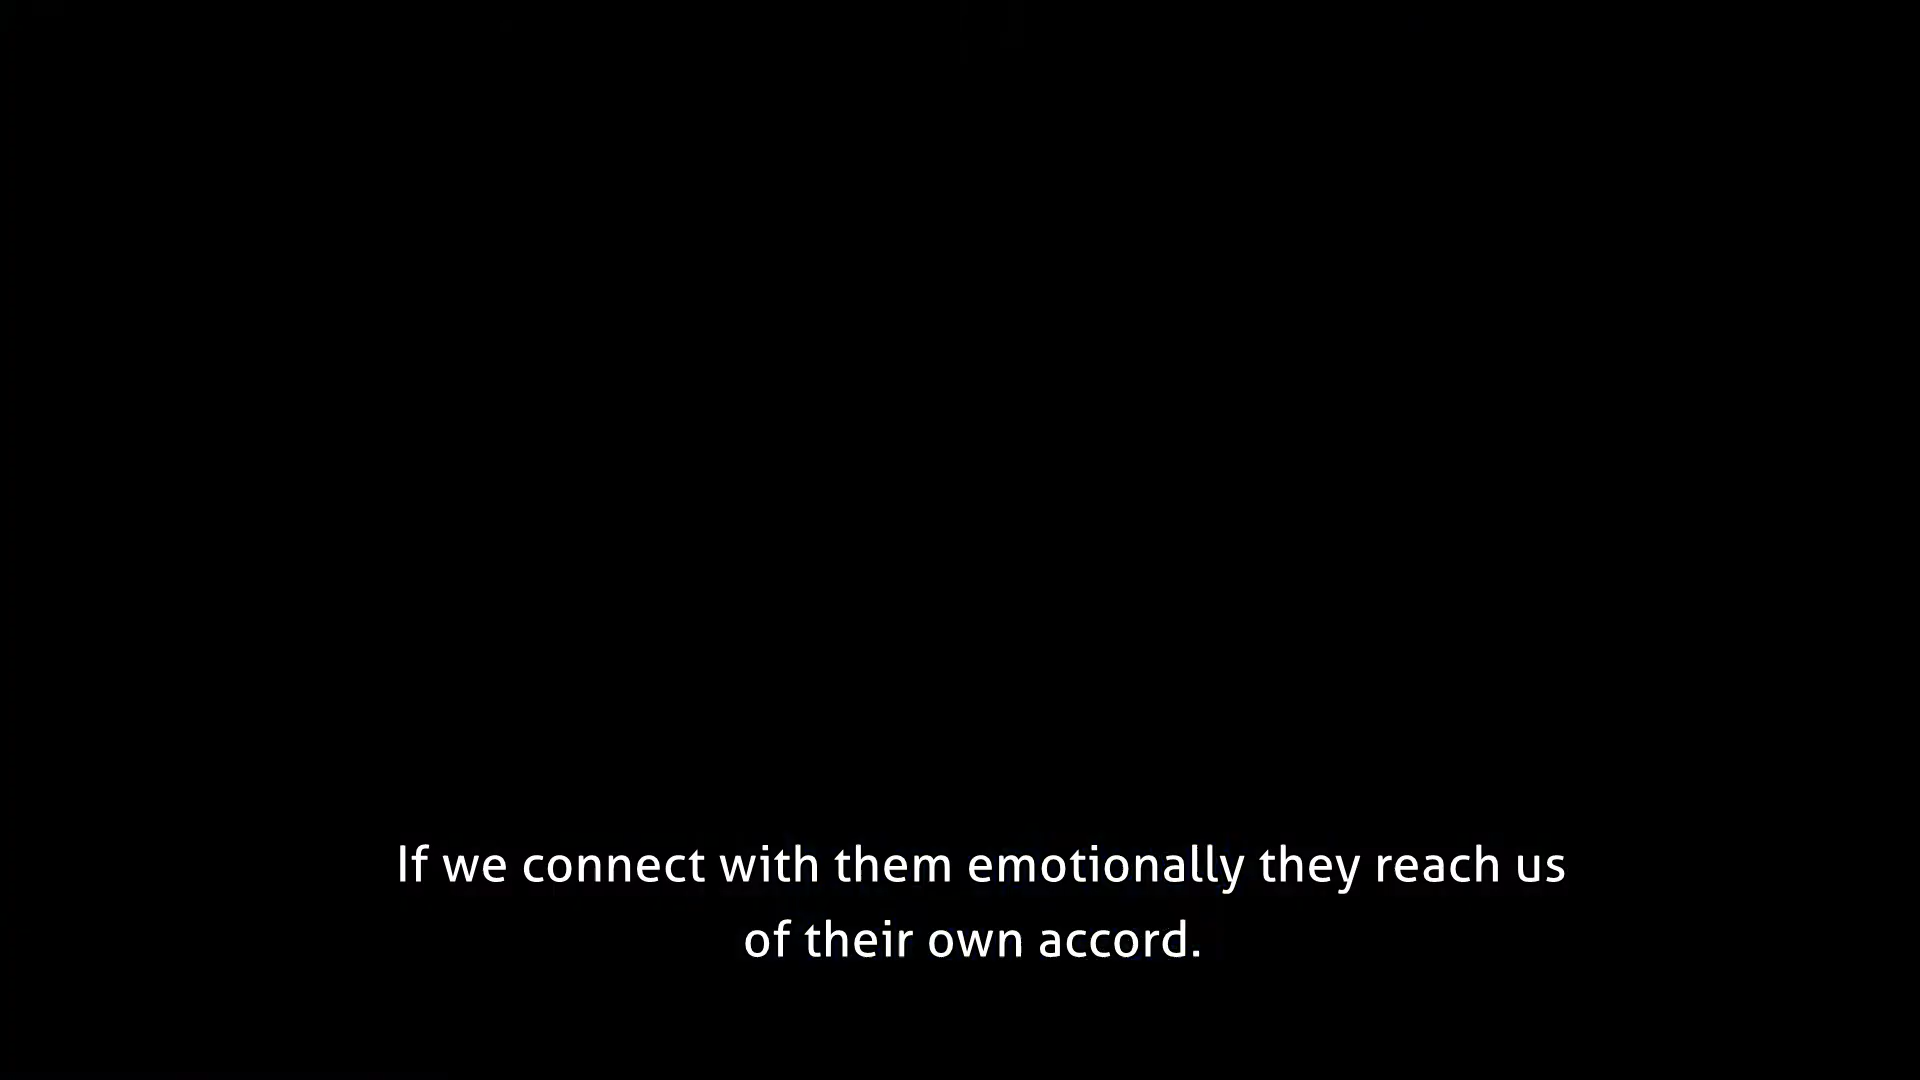 If we connect with them emotionally they reach us
of their own accord.